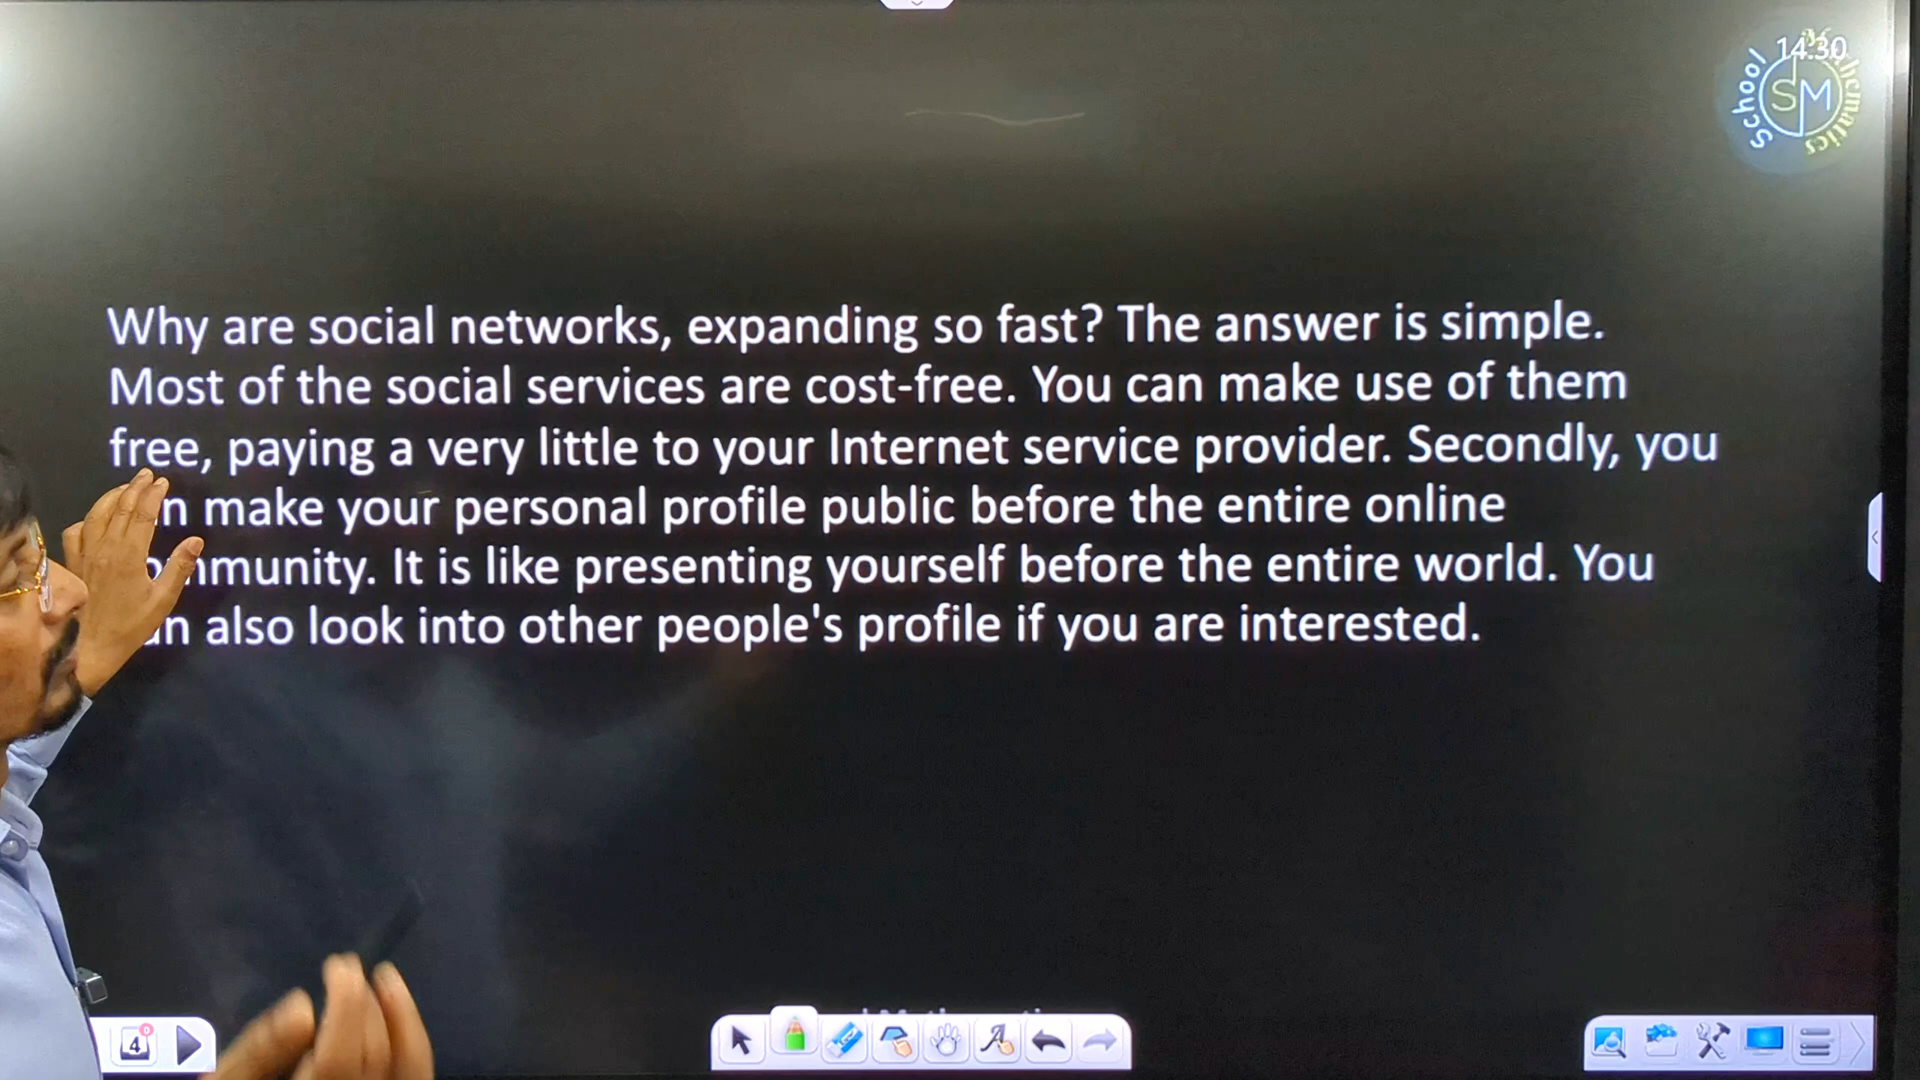 14:30
School of Mathematics
SM
Why are social networks, expanding so fast? The answer is simple.
Most of the social services are cost-free. You can make use of them
free, paying a very little to your Internet service provider. Secondly, you
make your personal profile public before the entire online
It is like presenting yourself before the entire world. You
also look into other people's profile if you are interested.
4